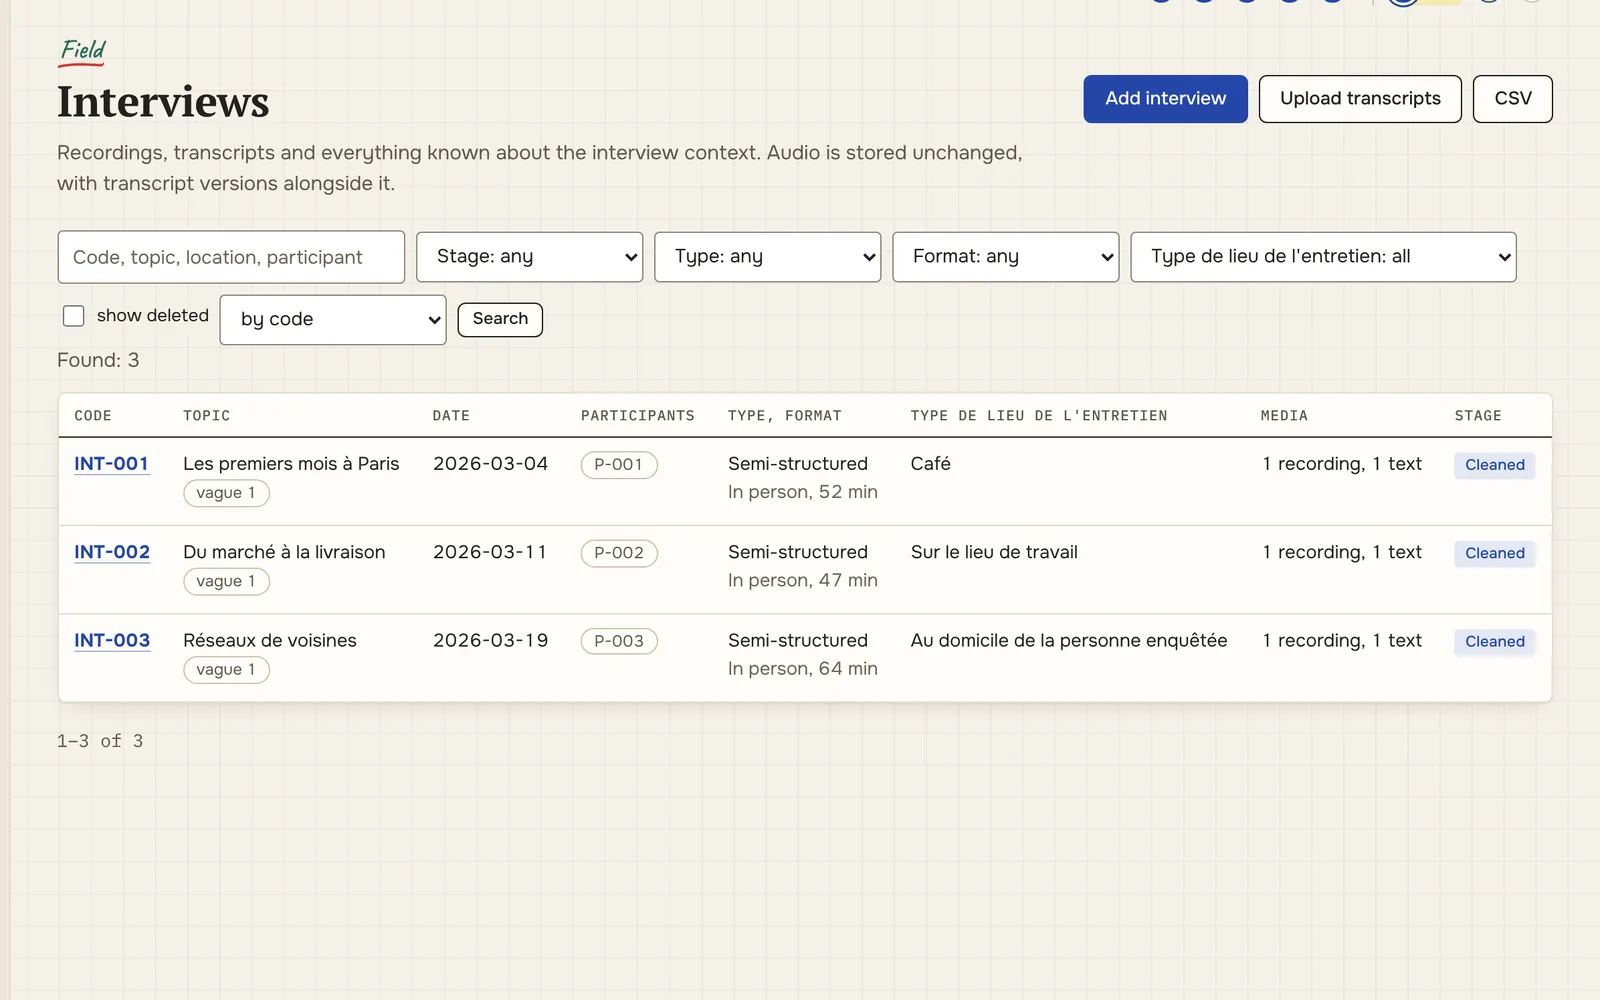 Field
Interviews
Add interview
Upload transcripts
CSV
Recordings, transcripts and everything known about the interview context. Audio is stored unchanged,
with transcript versions alongside it.
Code, topic, location, participant
Stage: any
Type: any
Format: any
Type de lieu de l'entretien: all
show deleted
by code
Search
Found: 3
CODE TOPIC DATE PARTICIPANTS TYPE, FORMAT TYPE DE LIEU DE L'ENTRETIEN MEDIA STAGE
INT-001 Les premiers mois à Paris 2026-03-04 P-001 Semi-structured Café 1 recording, 1 text Cleaned
vague 1 In person, 52 min
INT-002 Du marché à la livraison 2026-03-11 P-002 Semi-structured Sur le lieu de travail 1 recording, 1 text Cleaned
vague 1 In person, 47 min
INT-003 Réseaux de voisines 2026-03-19 P-003 Semi-structured Au domicile de la personne enquêtée 1 recording, 1 text Cleaned
vague 1 In person, 64 min
1–3 of 3